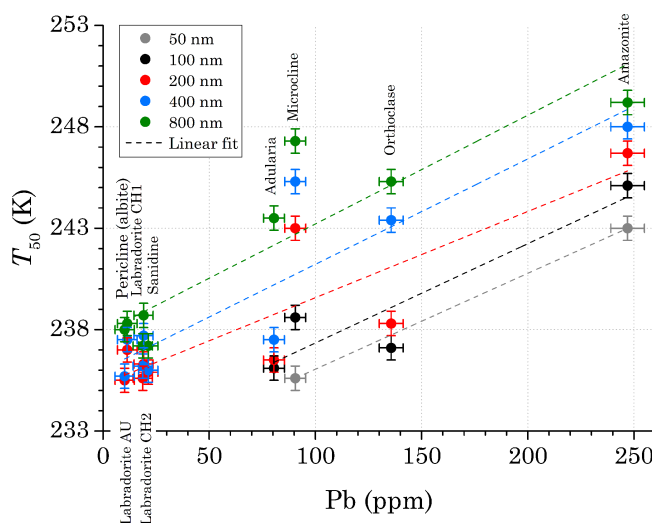 253
248
243
238
233
T50 (K)
50 nm
100 nm
200 nm
400 nm
800 nm
Linear fit
Pericline (albite)
Labradorite CH1
Sanidine
Adularia
Microcline
Orthoclase
Amazonite
Labradorite AU
Labradorite CH2
0
50
100
150
200
250
Pb (ppm)